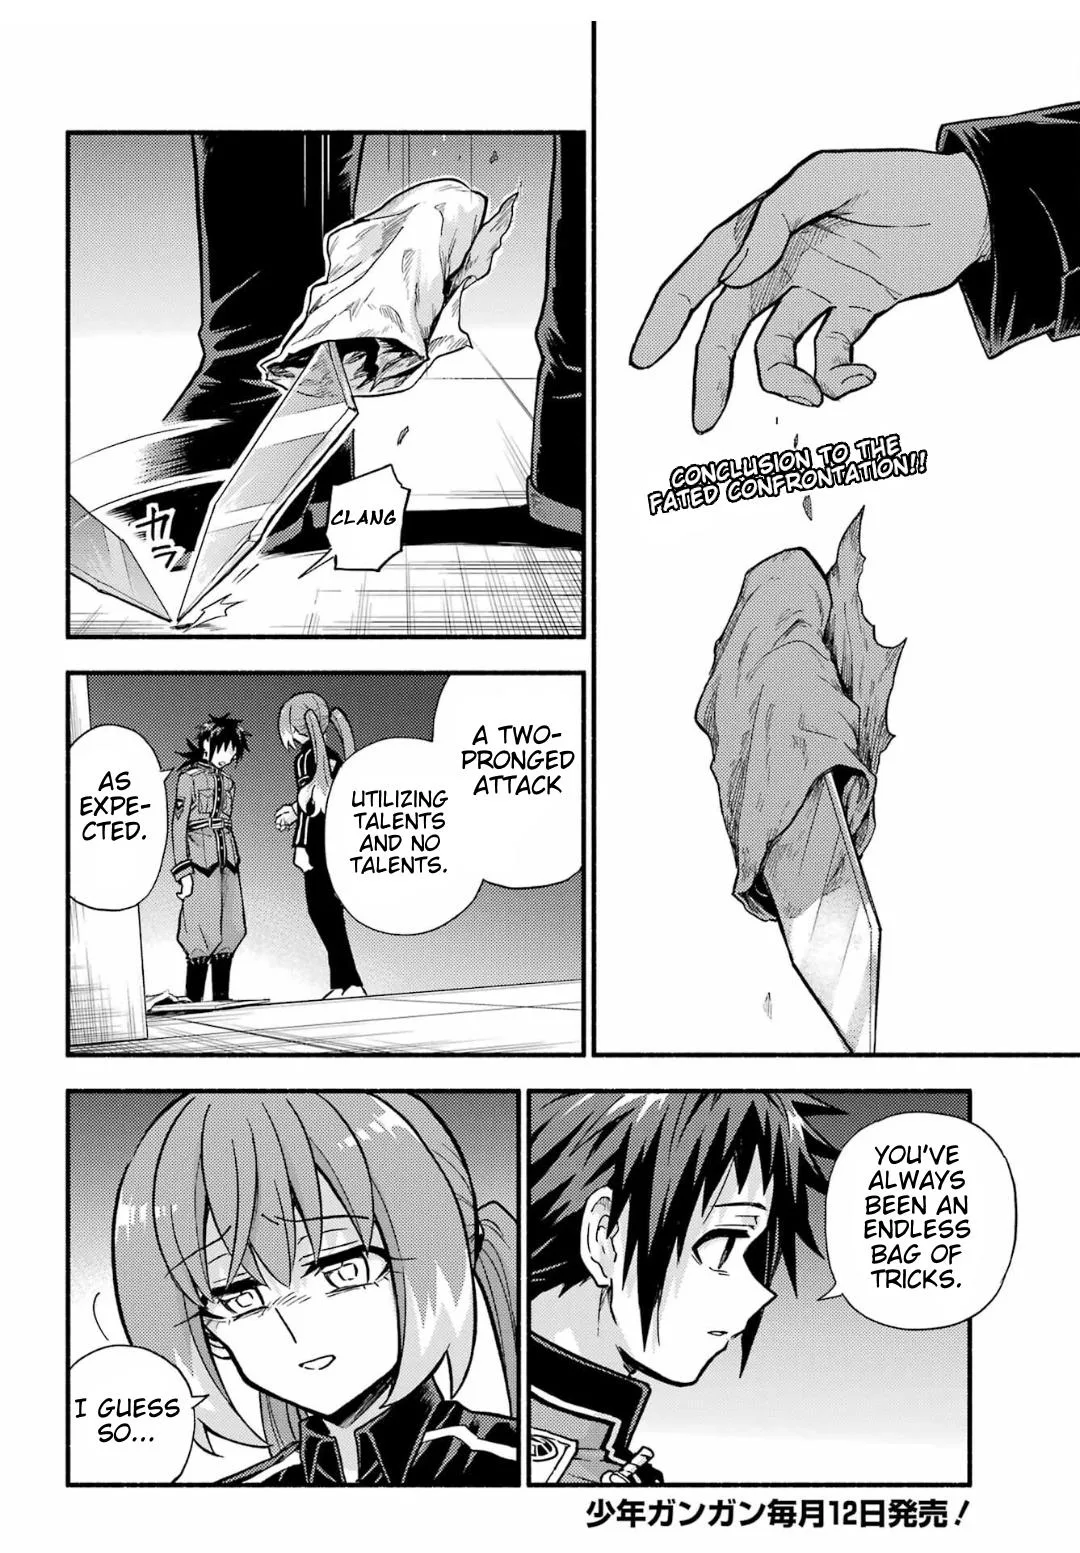 CONCLUSION TO THE
FATED CONFRONTATION!!
カラ
CLANG
A TWO-
PRONGED
ATTACK
UTILIZING
TALENTS
AND NO
TALENTS.
AS
EXPE-
CTED.
YOU'VE
ALWAYS
BEEN AN
ENDLESS
BAG OF
TRICKS.
I GUESS
SO...
少年ガンガン毎月12日発売!